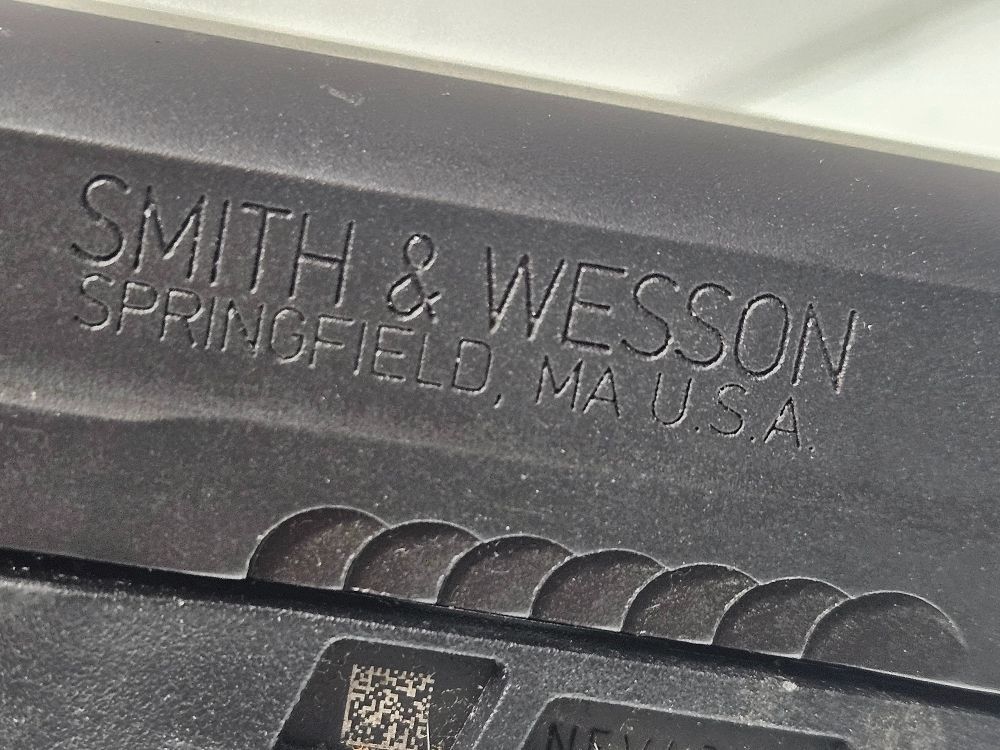 SMITH & WESSON
SPRINGFIELD, MA U.S.A.